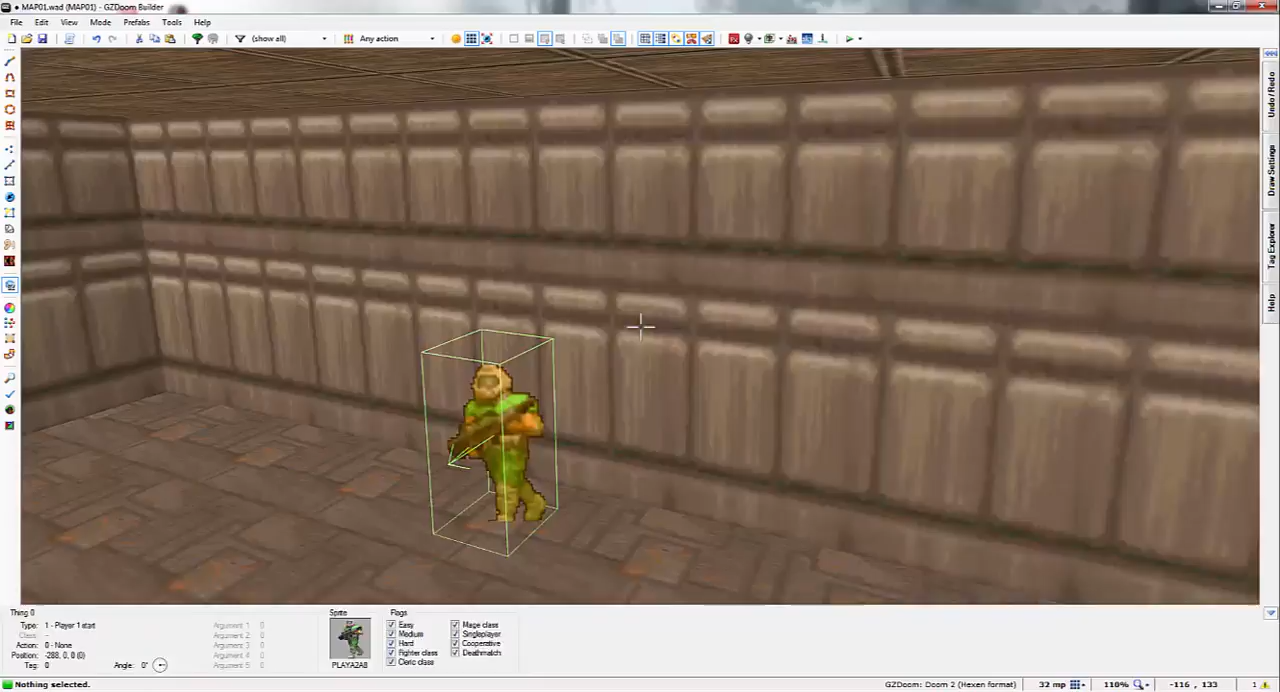 MAP01.wad (MAP01) - GZDoom Builder
File Edit View Mode Prefabs Tools Help
(show all) Any action
Undo / Redo
Draw Settings
Tag Explorer
Help
Thing 0
Type: 1 - Player 1 start
Class: --
Action: 0 - None
Position: -288, 0, 0 (0)
Tag: 0
Angle: 0°
Argument 1: 0
Argument 2: 0
Argument 3: 0
Argument 4: 0
Argument 5: 0
Sprite
PLAYA2A8
Flags
Easy
Medium
Hard
Fighter class
Cleric class
Mage class
Singleplayer
Cooperative
Deathmatch
Nothing selected.
GZDoom: Doom 2 (Hexen format) 32 mp 110% -116 , 133 1